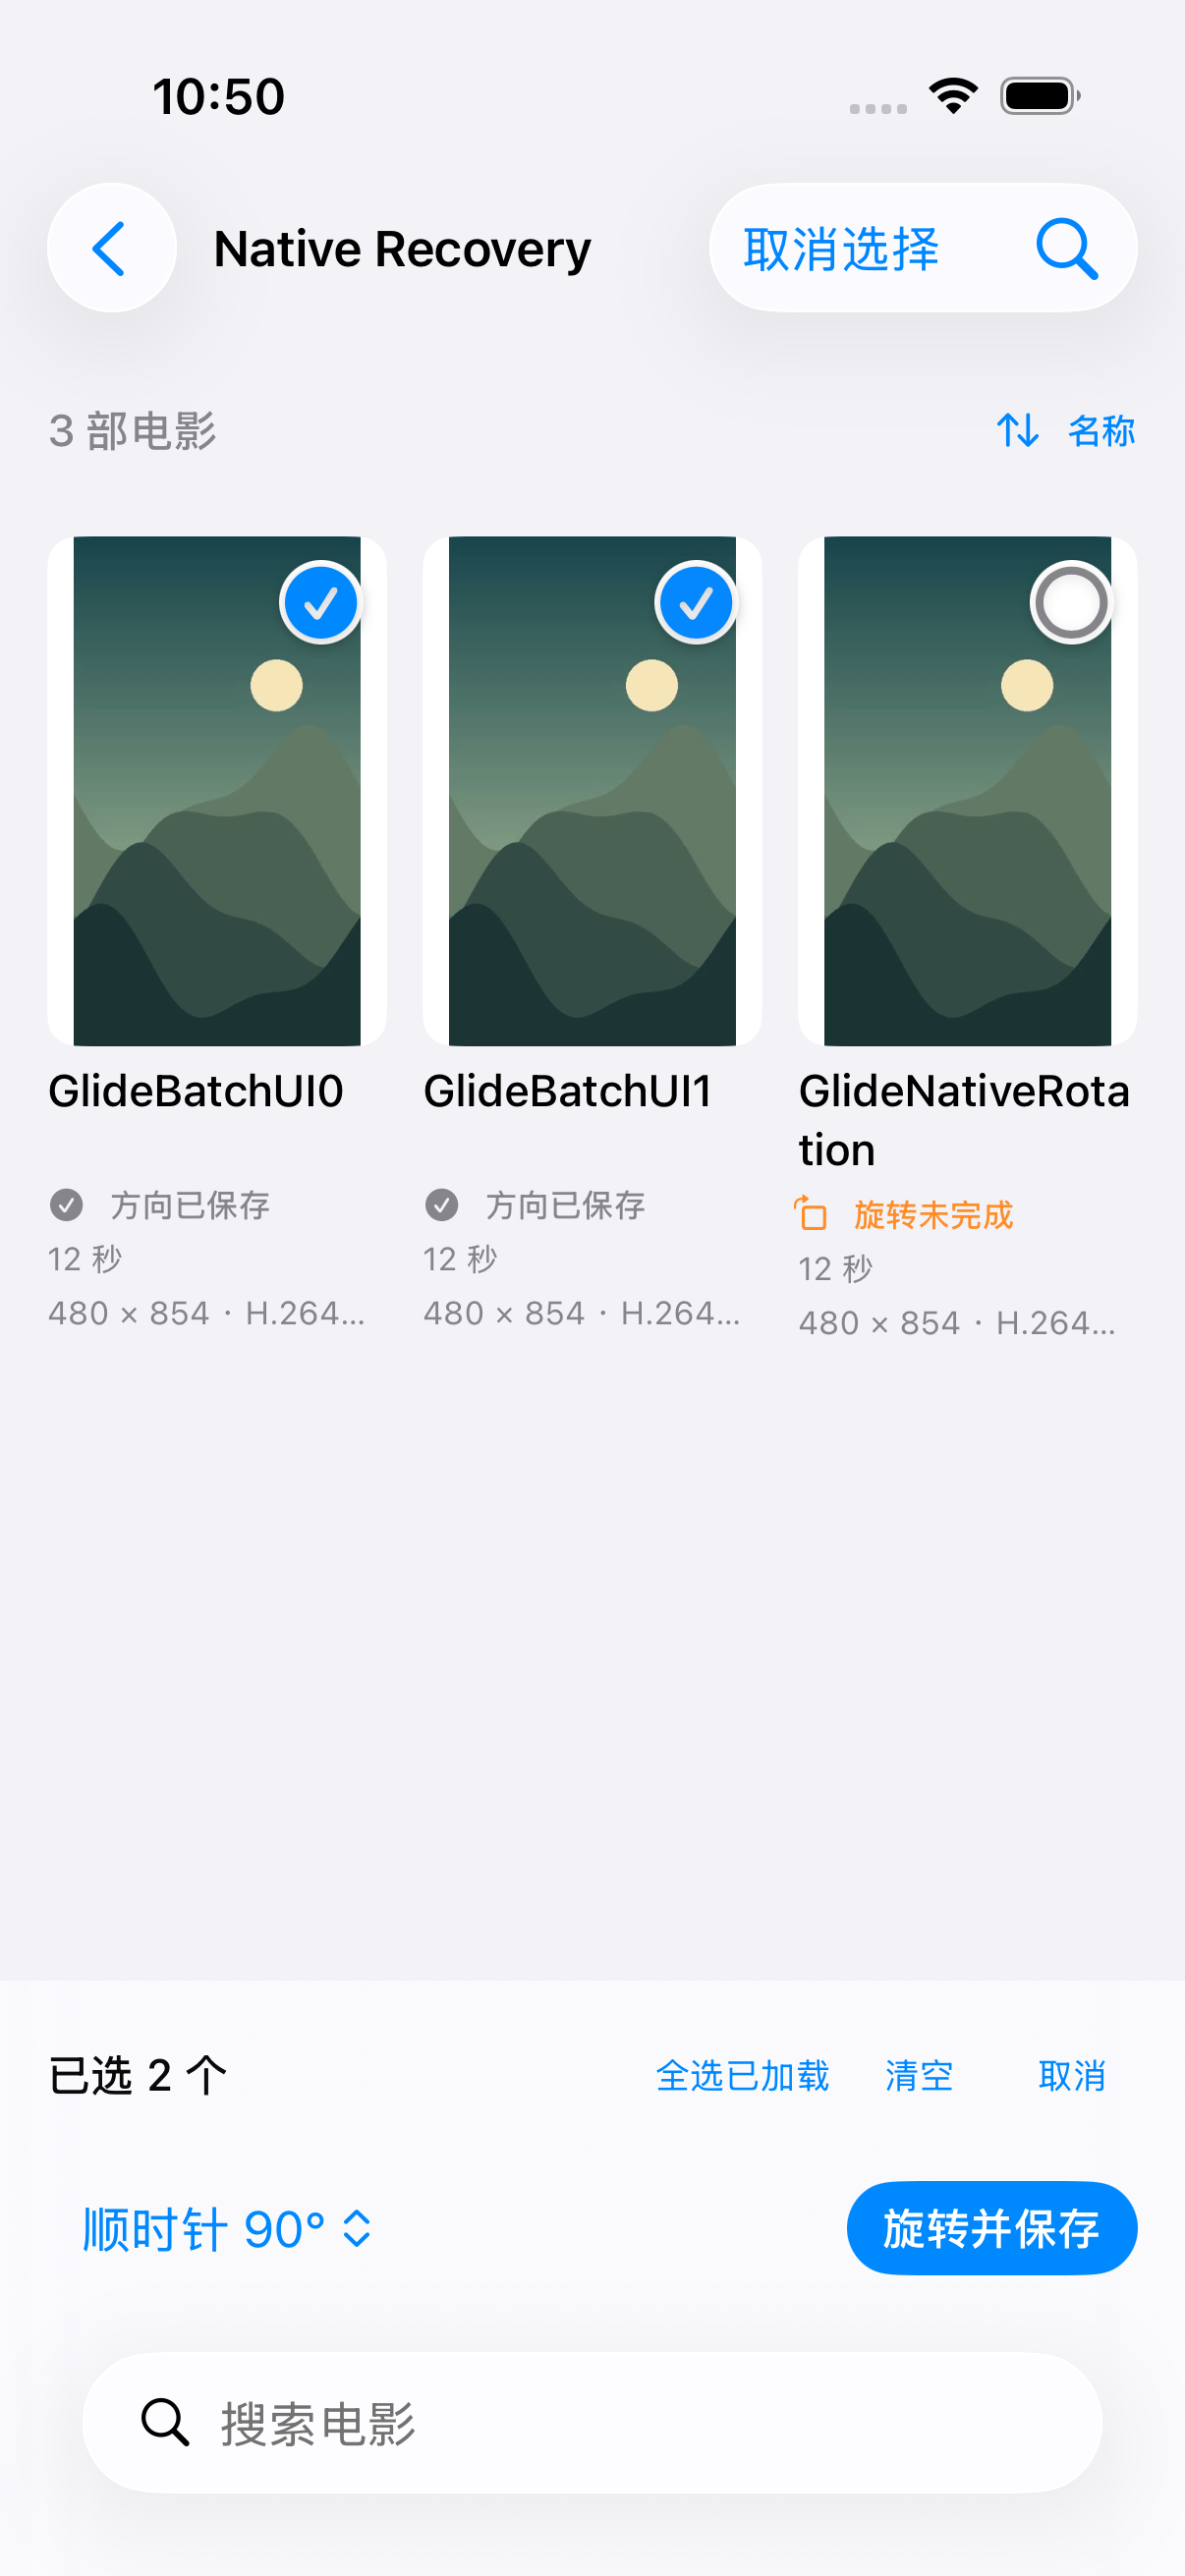 10:50
Native Recovery
取消选择
3 部电影
名称
GlideBatchUI0
GlideBatchUI1
GlideNativeRota
tion
方向已保存
方向已保存
旋转未完成
12 秒
12 秒
12 秒
480 × 854 · H.264...
480 × 854 · H.264...
480 × 854 · H.264...
已选 2 个
全选已加载
清空
取消
顺时针 90°
旋转并保存
搜索电影